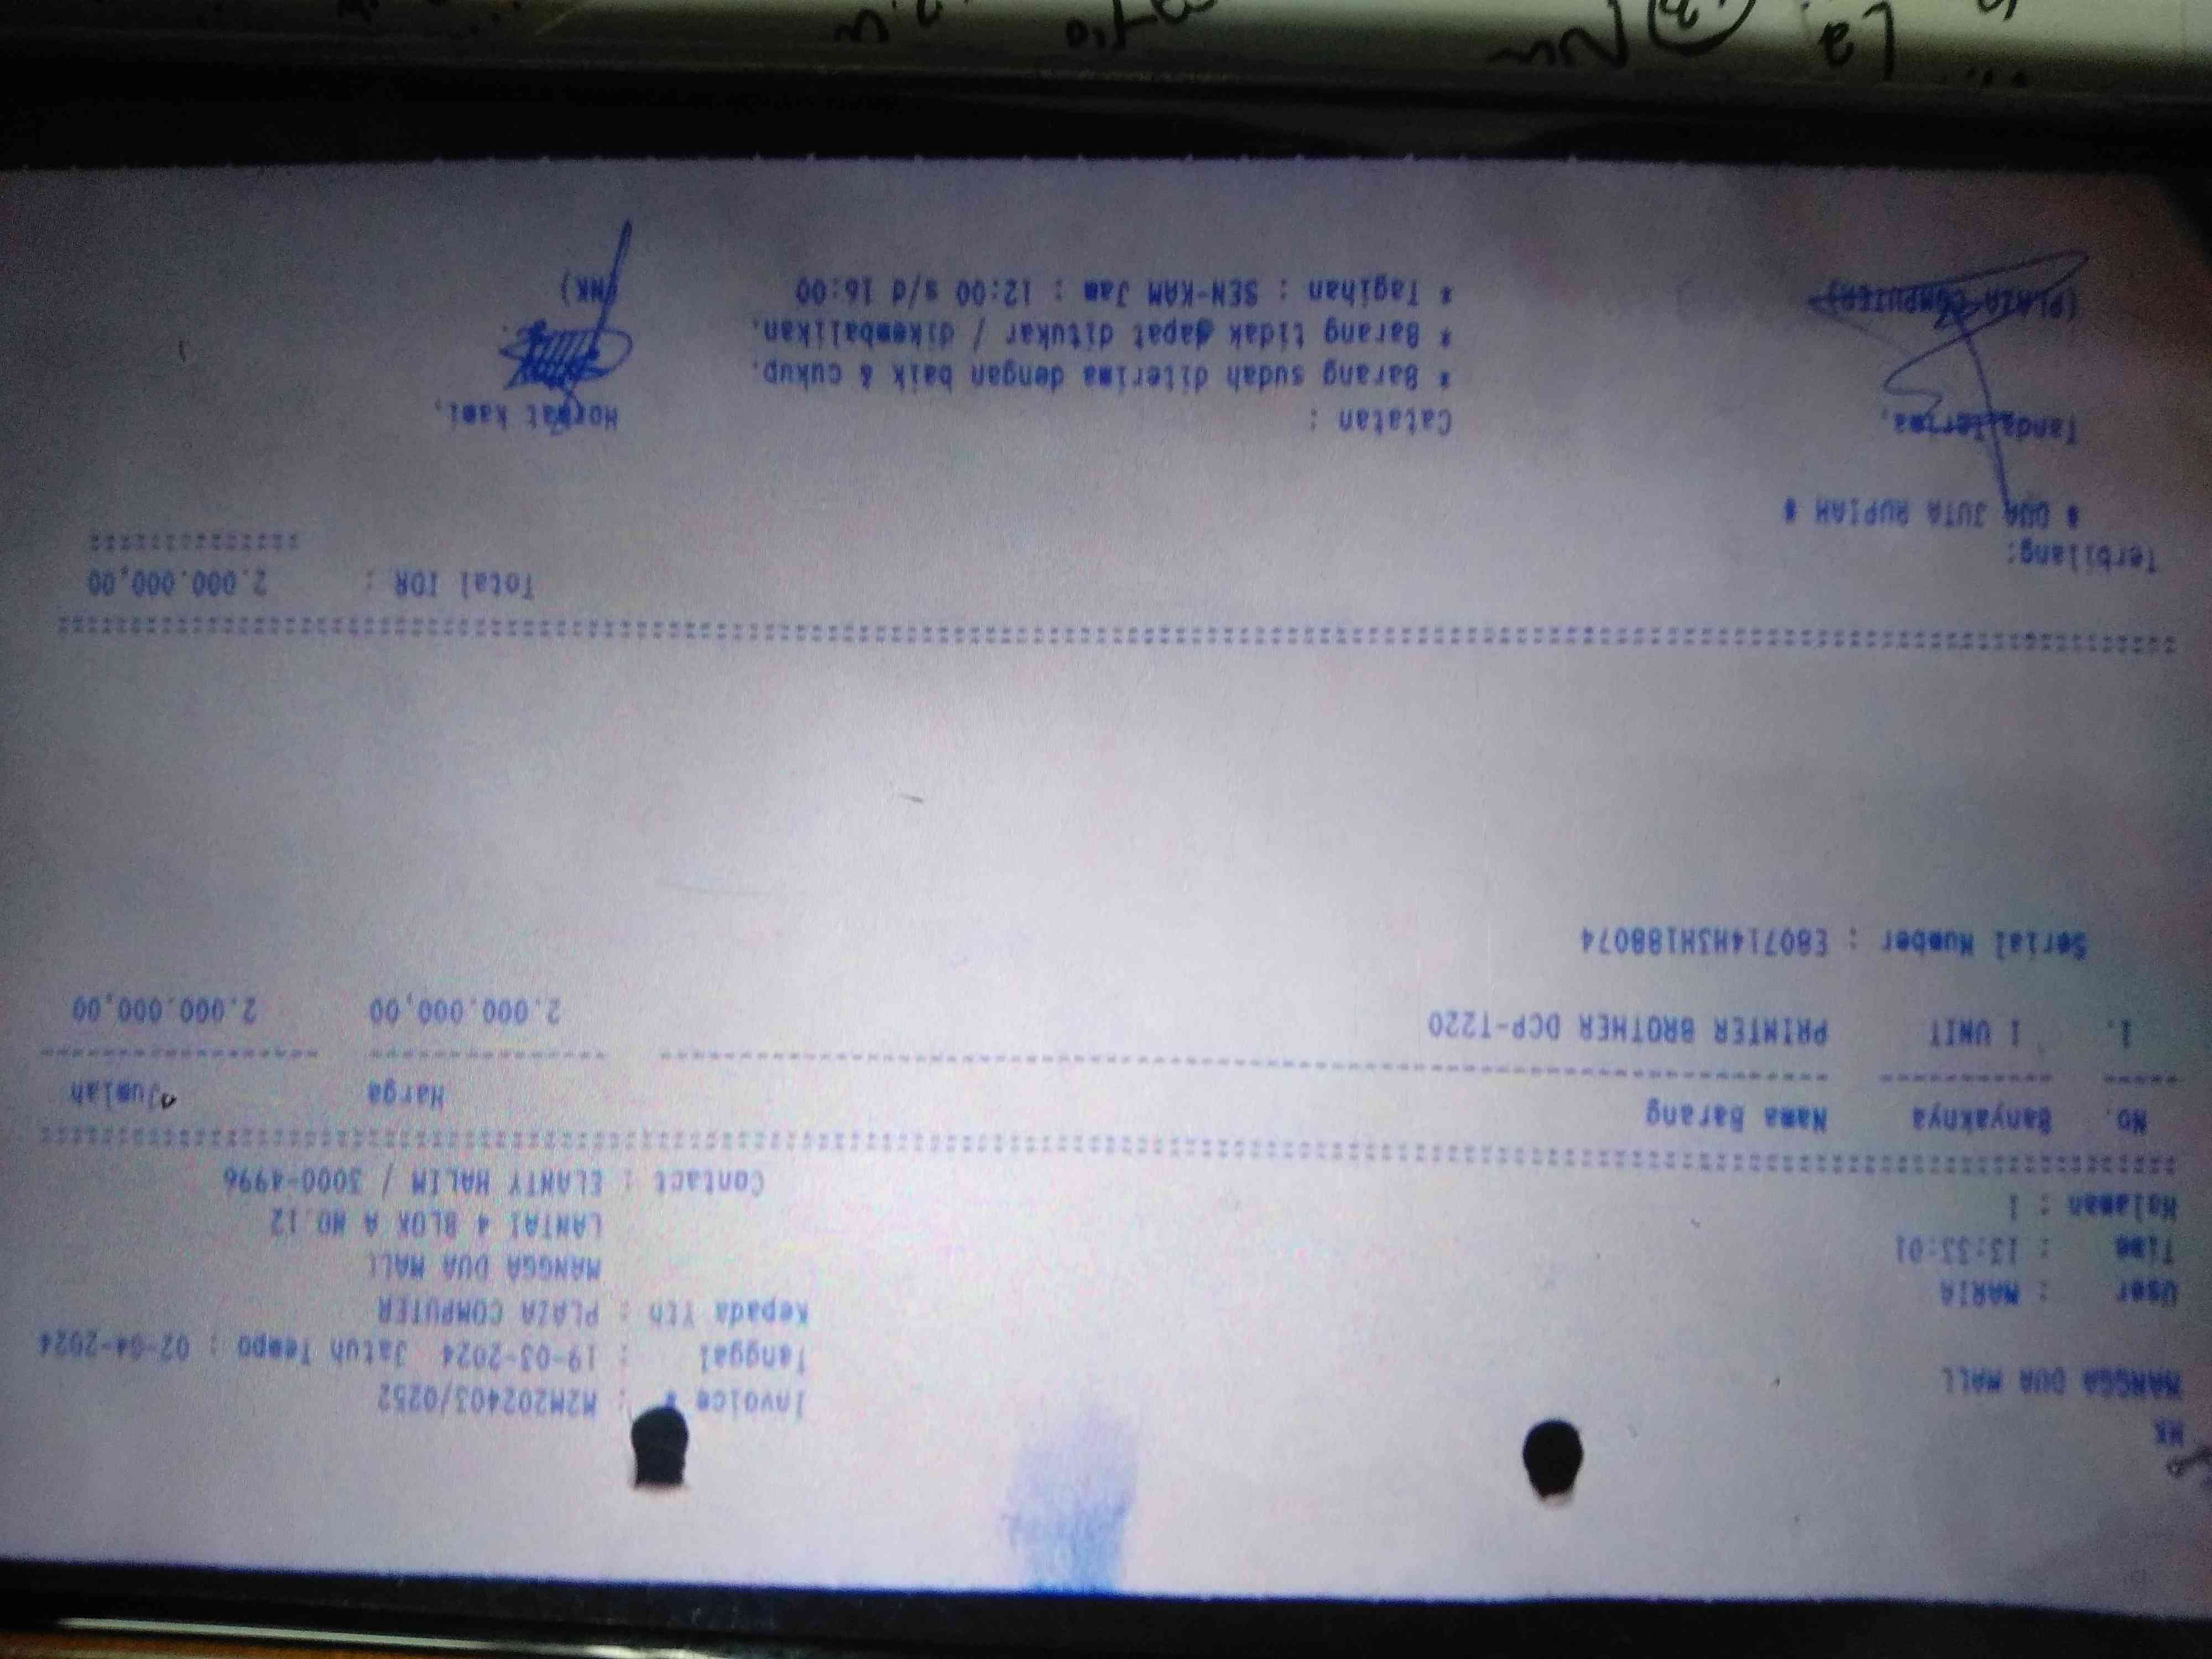 MK
MANGGA DUA MALL
User : MARIA
Time : 13:33:01
Halaman : 1
Invoice # : M2M202403/0252
Tanggal : 19-03-2024 Jatuh Tempo : 02-04-2024
Kepada Yth : PLAZA COMPUTER
MANGGA DUA MALL
LANTAI 4 BLOK A NO.12
Contact : ELANTY HALIM / 3000-4996
No. Banyaknya Nama Barang Harga Jumlah
1. 1 UNIT PRINTER BROTHER DCP-T220 2.000.000,00 2.000.000,00
Serial Number : E80714H3H188074
Total IDR : 2.000.000,00
Terbilang:
# DUA JUTA RUPIAH #
Tanda Terima,
(PLAZA COMPUTER)
Catatan :
* Barang sudah diterima dengan baik & cukup.
* Barang tidak dapat ditukar / dikembalikan.
* Tagihan : SEN-KAM Jam : 12:00 s/d 16:00
Hormat kami,
(MK)